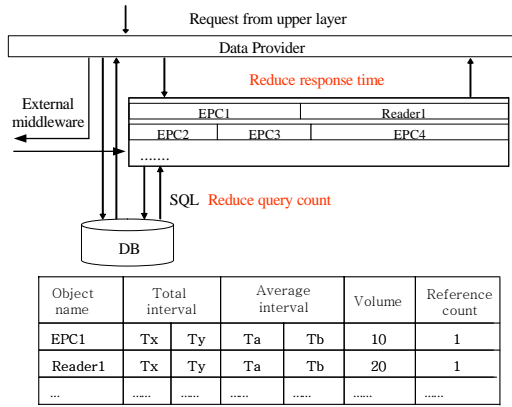 Request from upper layer
Data Provider
Reduce response time
External
middleware
EPC1 Reader1
EPC2 EPC3 EPC4
.......
SQL Reduce query count
DB
Object name Total interval Average interval Volume Reference count
EPC1 Tx Ty Ta Tb 10 1
Reader1 Tx Ty Ta Tb 20 1
... ...... ...... ...... ...... ...... ......